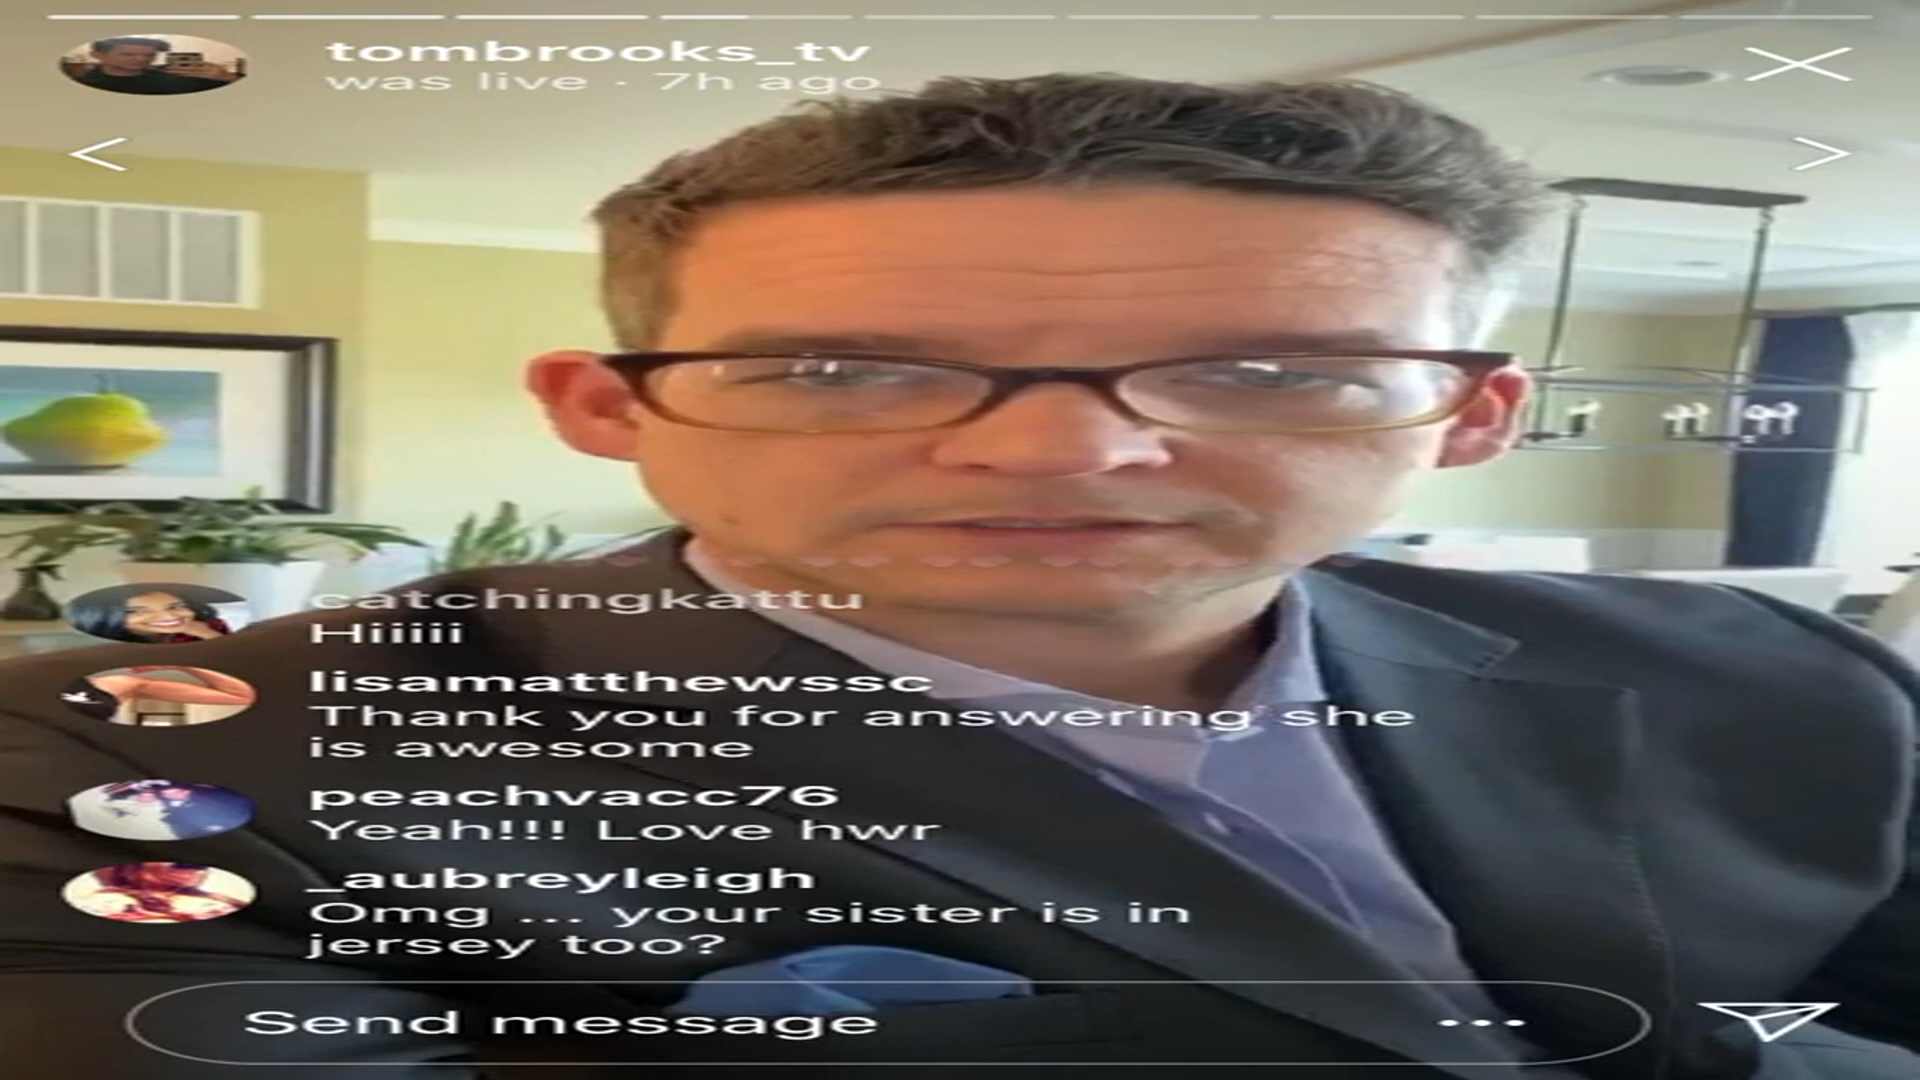 tombrooks_tv
was live · 7h ago
catchingkattu
Hiiiiii
lisamatthewssc
Thank you for answering she
is awesome
peachvacc76
Yeah!!! Love hwr
_aubreyleigh
Omg ... your sister is in
jersey too?
Send message